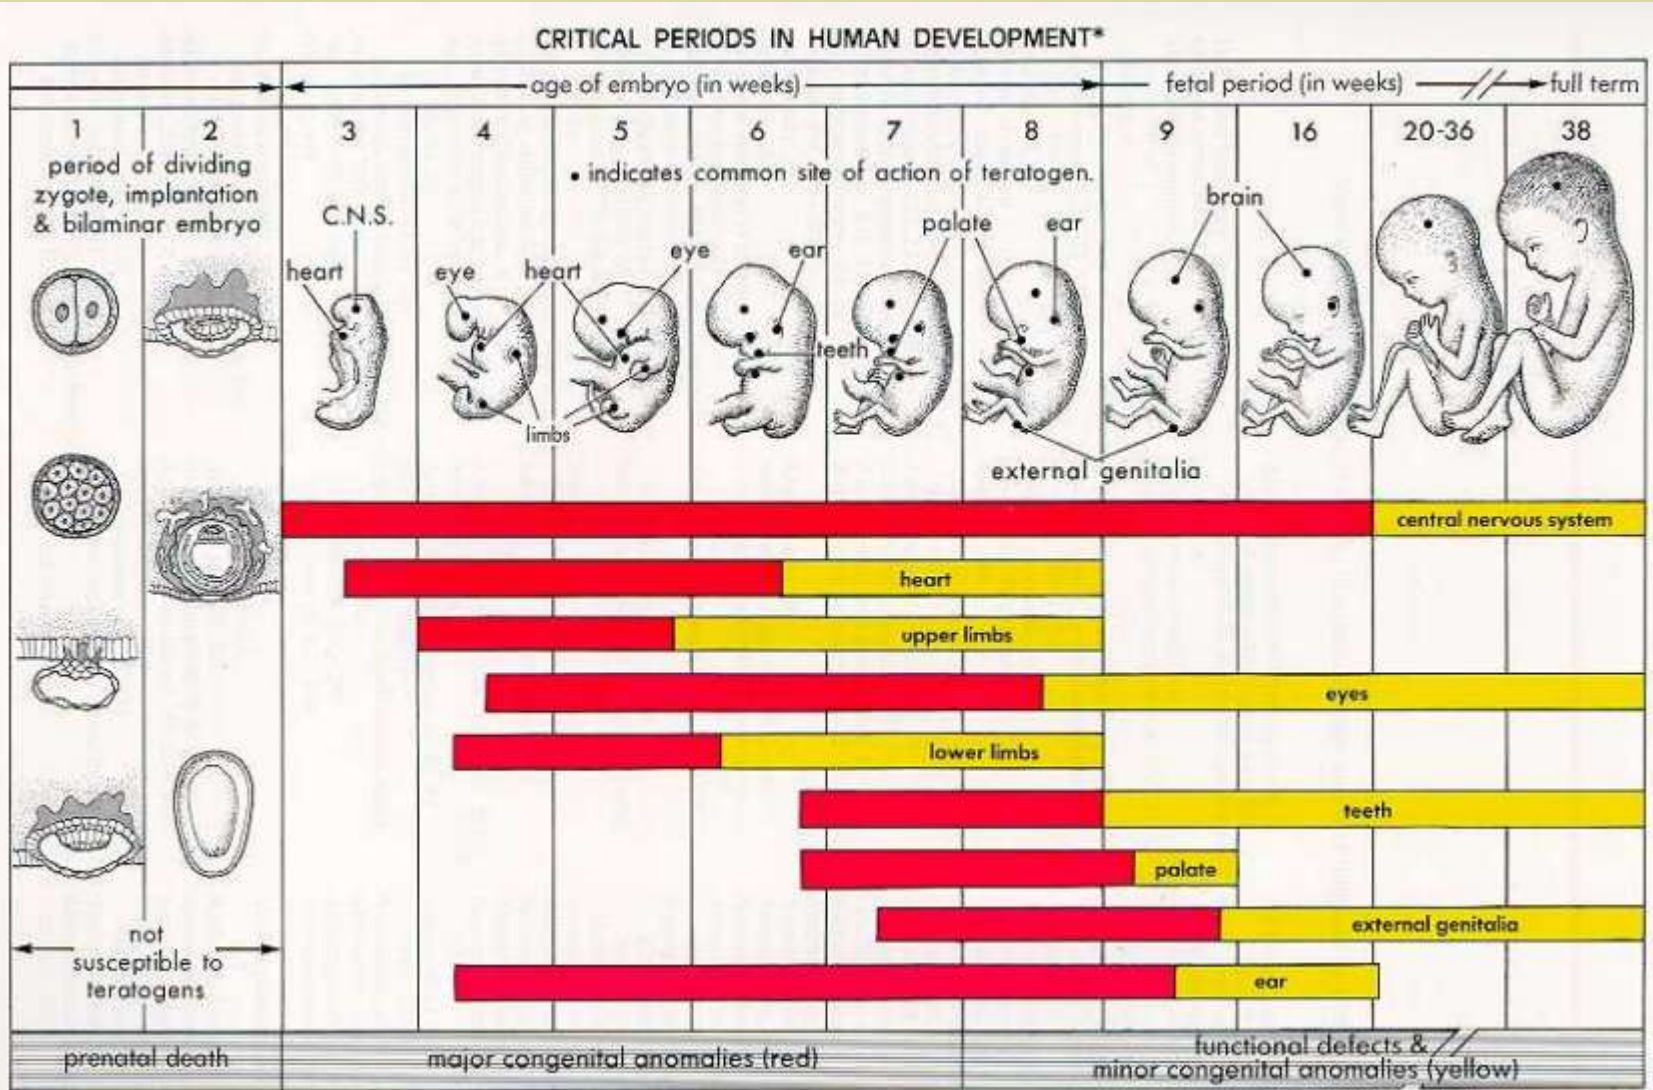 CRITICAL PERIODS IN HUMAN DEVELOPMENT*
age of embryo (in weeks)
fetal period (in weeks)
full term
1
2
3
4
5
6
7
8
9
16
20-36
38
period of dividing
zygote, implantation
& bilaminar embryo
• indicates common site of action of teratogen.
C.N.S.
heart
eye
heart
eye
ear
palate
ear
brain
teeth
limbs
external genitalia
central nervous system
heart
upper limbs
eyes
lower limbs
teeth
palate
external genitalia
ear
not
susceptible to
teratogens
prenatal death
major congenital anomalies (red)
functional defects &
minor congenital anomalies (yellow)